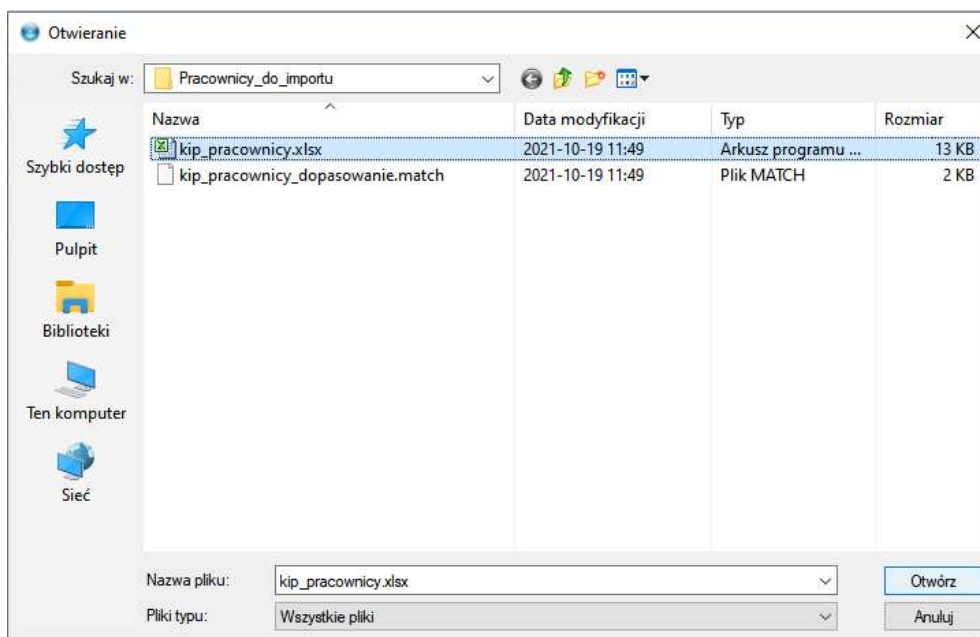 Otwieranie
Szukaj w: Pracownicy_do_importu
Nazwa Data modyfikacji Typ Rozmiar
kip_pracownicy.xlsx 2021-10-19 11:49 Arkusz programu ... 13 KB
kip_pracownicy_dopasowanie.match 2021-10-19 11:49 Plik MATCH 2 KB
Szybki dostęp
Pulpit
Biblioteki
Ten komputer
Sieć
Nazwa pliku: kip_pracownicy.xlsx Otwórz
Pliki typu: Wszystkie pliki Anuluj